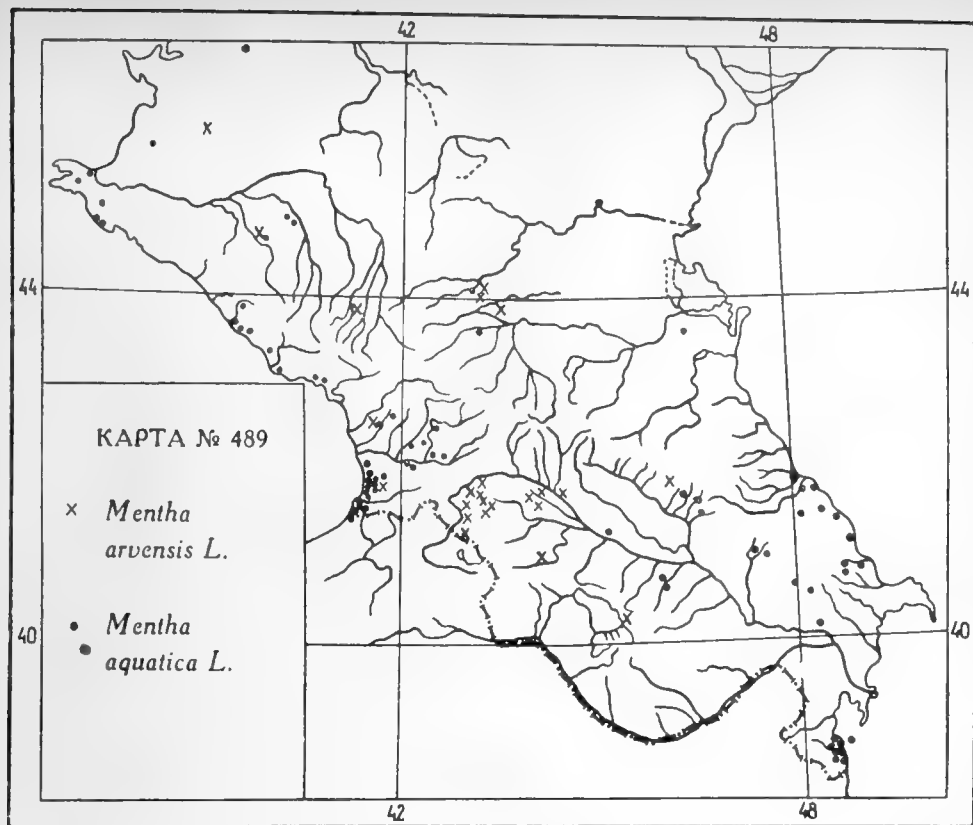 42 48
44 44
КАРТА № 489
x Mentha
arvensis L.
• Mentha
aquatica L.
40 40
42 48